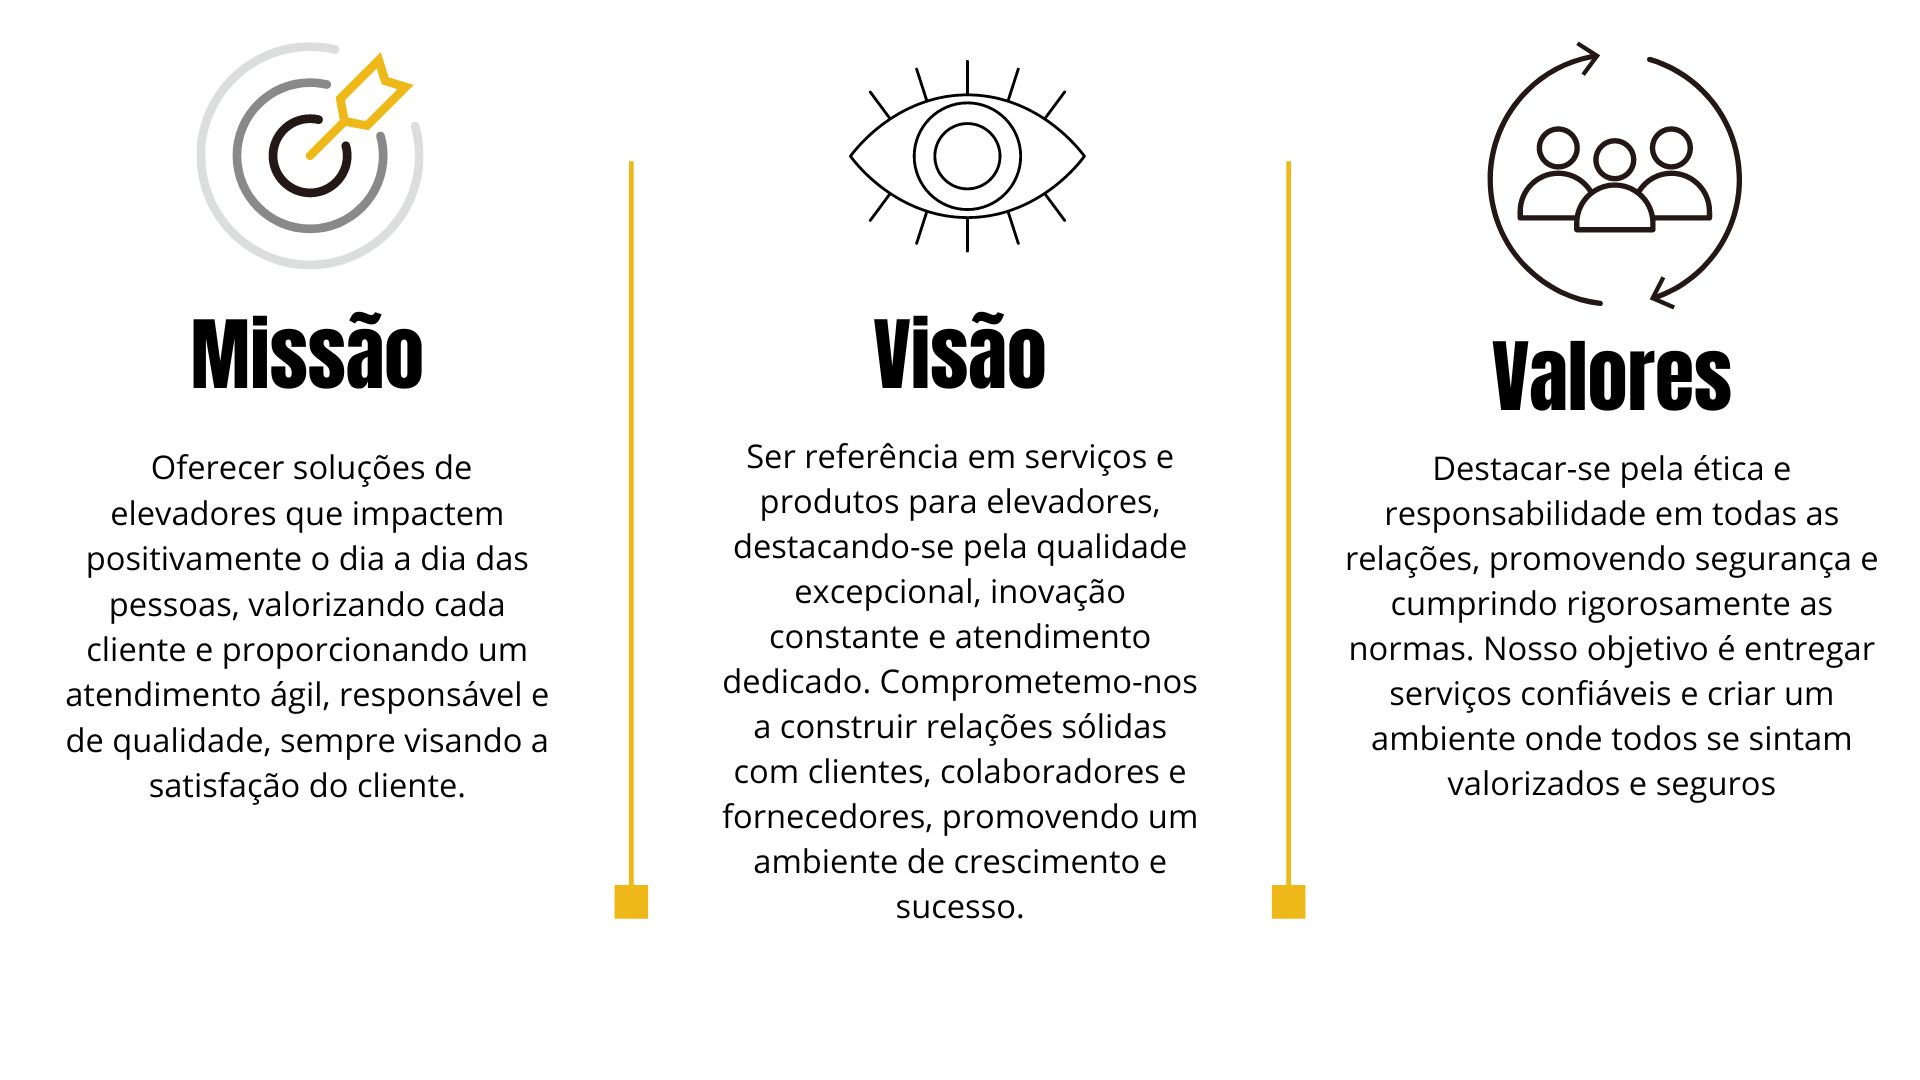 Missão
Oferecer soluções de
elevadores que impactem
positivamente o dia a dia das
pessoas, valorizando cada
cliente e proporcionando um
atendimento ágil, responsável e
de qualidade, sempre visando a
satisfação do cliente.
Visão
Ser referência em serviços e
produtos para elevadores,
destacando-se pela qualidade
excepcional, inovação
constante e atendimento
dedicado. Comprometemo-nos
a construir relações sólidas
com clientes, colaboradores e
fornecedores, promovendo um
ambiente de crescimento e
sucesso.
Valores
Destacar-se pela ética e
responsabilidade em todas as
relações, promovendo segurança e
cumprindo rigorosamente as
normas. Nosso objetivo é entregar
serviços confiáveis e criar um
ambiente onde todos se sintam
valorizados e seguros